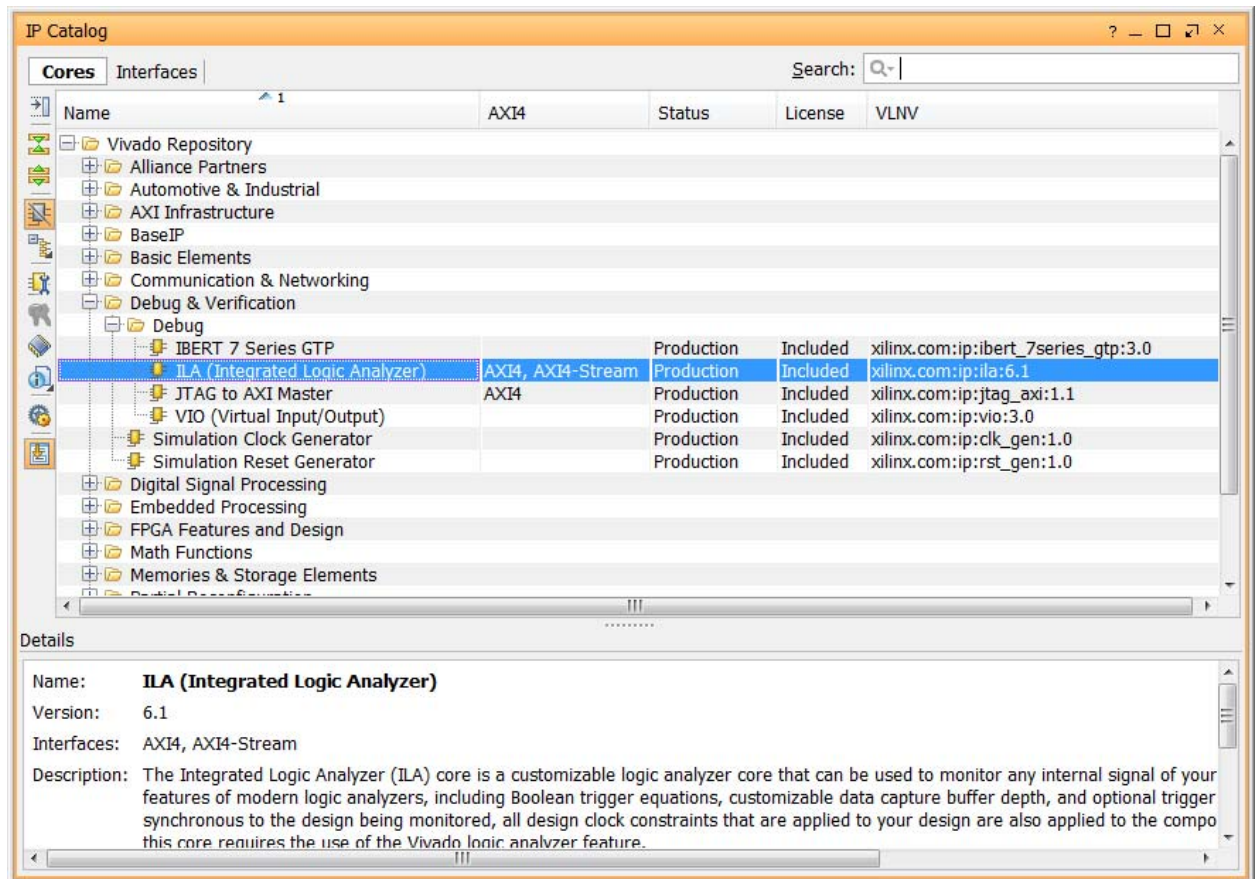 IP Catalog ? _ □ ×
Cores Interfaces Search: Q-
Name 1 AXI4 Status License VLNV
Vivado Repository
Alliance Partners
Automotive & Industrial
AXI Infrastructure
BaseIP
Basic Elements
Communication & Networking
Debug & Verification
Debug
IBERT 7 Series GTP Production Included xilinx.com:ip:ibert_7series_gtp:3.0
ILA (Integrated Logic Analyzer) AXI4, AXI4-Stream Production Included xilinx.com:ip:ila:6.1
JTAG to AXI Master AXI4 Production Included xilinx.com:ip:jtag_axi:1.1
VIO (Virtual Input/Output) Production Included xilinx.com:ip:vio:3.0
Simulation Clock Generator Production Included xilinx.com:ip:clk_gen:1.0
Simulation Reset Generator Production Included xilinx.com:ip:rst_gen:1.0
Digital Signal Processing
Embedded Processing
FPGA Features and Design
Math Functions
Memories & Storage Elements
Details
Name: ILA (Integrated Logic Analyzer)
Version: 6.1
Interfaces: AXI4, AXI4-Stream
Description: The Integrated Logic Analyzer (ILA) core is a customizable logic analyzer core that can be used to monitor any internal signal of your
features of modern logic analyzers, including Boolean trigger equations, customizable data capture buffer depth, and optional trigger
synchronous to the design being monitored, all design clock constraints that are applied to your design are also applied to the compo
this core requires the use of the Vivado logic analyzer feature.